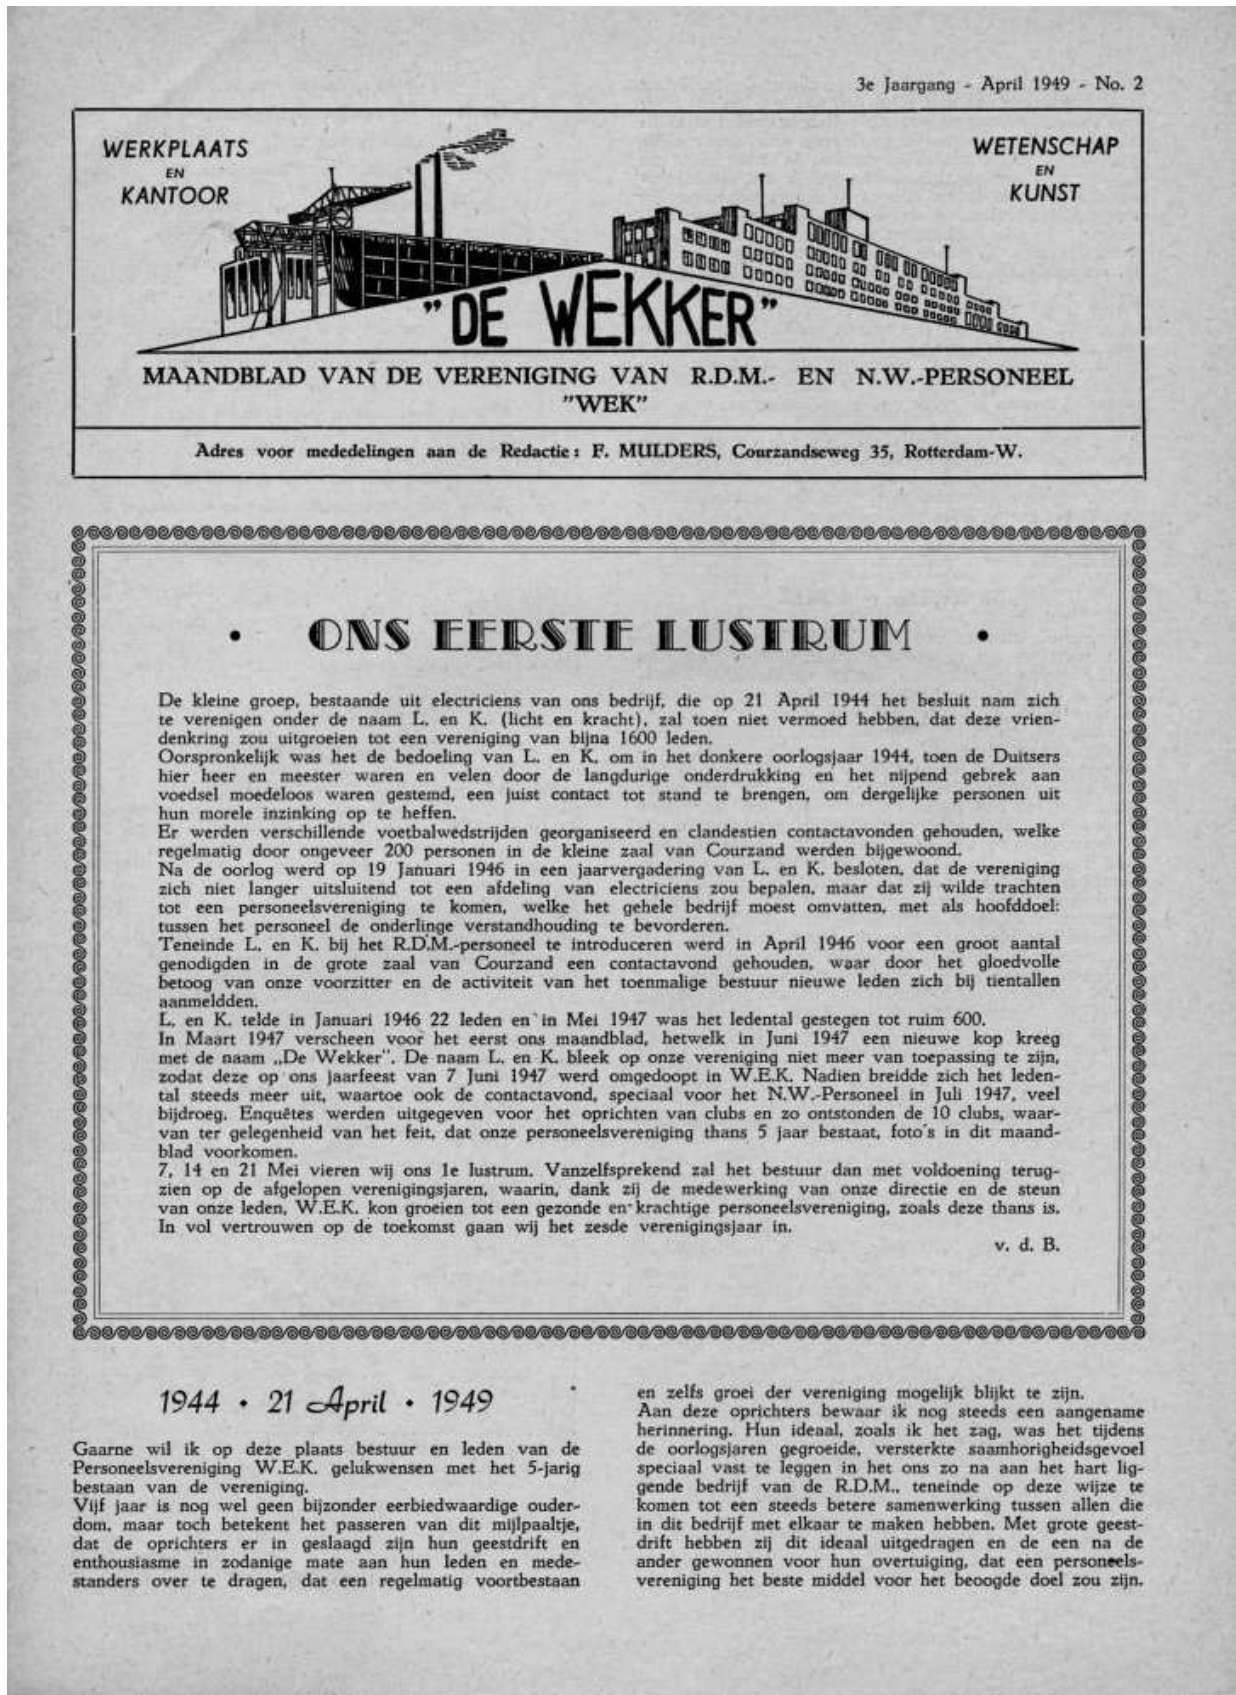 3e Jaargang - April 1949 - No. 2
WERKPLAATS
EN
KANTOOR
WETENSCHAP
EN
KUNST
"DE WEKKER"
MAANDBLAD VAN DE VERENIGING VAN R.D.M.- EN N.W.-PERSONEEL
"WEK"
Adres voor mededelingen aan de Redactie: F. MULDERS, Courzandseweg 35, Rotterdam-W.
• ONS EERSTE LUSTRUM •
De kleine groep, bestaande uit electriciens van ons bedrijf, die op 21 April 1944 het besluit nam zich
te verenigen onder de naam L. en K. (licht en kracht), zal toen niet vermoed hebben, dat deze vrien-
denkring zou uitgroeien tot een vereniging van bijna 1600 leden.
Oorspronkelijk was het de bedoeling van L. en K. om in het donkere oorlogsjaar 1944, toen de Duitsers
hier heer en meester waren en velen door de langdurige onderdrukking en het nijpend gebrek aan
voedsel moedeloos waren gestemd, een juist contact tot stand te brengen, om dergelijke personen uit
hun morele inzinking op te heffen.
Er werden verschillende voetbalwedstrijden georganiseerd en clandestien contactavonden gehouden, welke
regelmatig door ongeveer 200 personen in de kleine zaal van Courzand werden bijgewoond.
Na de oorlog werd op 19 Januari 1946 in een jaarvergadering van L. en K. besloten, dat de vereniging
zich niet langer uitsluitend tot een afdeling van electriciens zou bepalen, maar dat zij wilde trachten
tot een personeelsvereniging te komen, welke het gehele bedrijf moest omvatten, met als hoofddoel:
tussen het personeel de onderlinge verstandhouding te bevorderen.
Teneinde L. en K. bij het R.D.M.-personeel te introduceren werd in April 1946 voor een groot aantal
genodigden in de grote zaal van Courzand een contactavond gehouden, waar door het gloedvolle
betoog van onze voorzitter en de activiteit van het toenmalige bestuur nieuwe leden zich bij tientallen
aanmeldden.
L. en K. telde in Januari 1946 22 leden en in Mei 1947 was het ledental gestegen tot ruim 600.
In Maart 1947 verscheen voor het eerst ons maandblad, hetwelk in Juni 1947 een nieuwe kop kreeg
met de naam „De Wekker". De naam L. en K. bleek op onze vereniging niet meer van toepassing te zijn,
zodat deze op ons jaarfeest van 7 Juni 1947 werd omgedoopt in W.E.K. Nadien breidde zich het leden-
tal steeds meer uit, waartoe ook de contactavond, speciaal voor het N.W.-Personeel in Juli 1947, veel
bijdroeg. Enquêtes werden uitgegeven voor het oprichten van clubs en zo ontstonden de 10 clubs, waar-
van ter gelegenheid van het feit, dat onze personeelsvereniging thans 5 jaar bestaat, foto's in dit maand-
blad voorkomen.
7, 14 en 21 Mei vieren wij ons 1e lustrum. Vanzelfsprekend zal het bestuur dan met voldoening terug-
zien op de afgelopen verenigingsjaren, waarin, dank zij de medewerking van onze directie en de steun
van onze leden, W.E.K. kon groeien tot een gezonde en krachtige personeelsvereniging, zoals deze thans is.
In vol vertrouwen op de toekomst gaan wij het zesde verenigingsjaar in.
v. d. B.
1944 • 21 April • 1949
Gaarne wil ik op deze plaats bestuur en leden van de
Personeelsvereniging W.E.K. gelukwensen met het 5-jarig
bestaan van de vereniging.
Vijf jaar is nog wel geen bijzonder eerbiedwaardige ouder-
dom, maar toch betekent het passeren van dit mijlpaaltje,
dat de oprichters er in geslaagd zijn hun geestdrift en
enthousiasme in zodanige mate aan hun leden en mede-
standers over te dragen, dat een regelmatig voortbestaan
en zelfs groei der vereniging mogelijk blijkt te zijn.
Aan deze oprichters bewaar ik nog steeds een aangename
herinnering. Hun ideaal, zoals ik het zag, was het tijdens
de oorlogsjaren gegroeide, versterkte saamhorigheidsgevoel
speciaal vast te leggen in het ons zo na aan het hart lig-
gende bedrijf van de R.D.M., teneinde op deze wijze te
komen tot een steeds betere samenwerking tussen allen die
in dit bedrijf met elkaar te maken hebben. Met grote geest-
drift hebben zij dit ideaal uitgedragen en de een na de
ander gewonnen voor hun overtuiging, dat een personeels-
vereniging het beste middel voor het beoogde doel zou zijn.